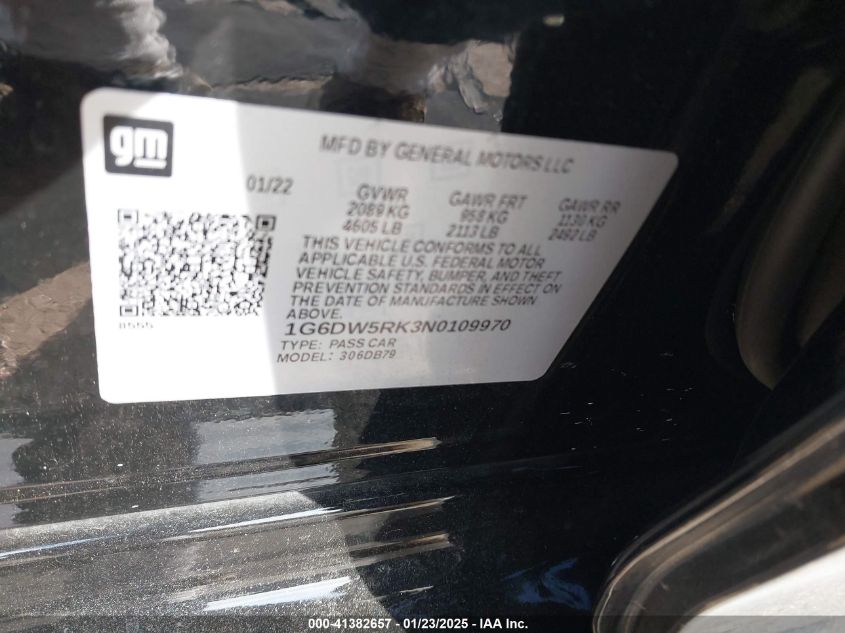 gm
MFD BY GENERAL MOTORS LLC
01/22
GVWR
2089 KG
4605 LB
GAWR FRT
958 KG
2113 LB
GAWR RR
1130 KG
2492 LB
THIS VEHICLE CONFORMS TO ALL
APPLICABLE U.S. FEDERAL MOTOR
VEHICLE SAFETY, BUMPER, AND THEFT
PREVENTION STANDARDS IN EFFECT ON
THE DATE OF MANUFACTURE SHOWN
ABOVE.
8555
1G6DW5RK3N0109970
TYPE: PASS CAR
MODEL: 306DB79
000-41382657 - 01/23/2025 - IAA Inc.